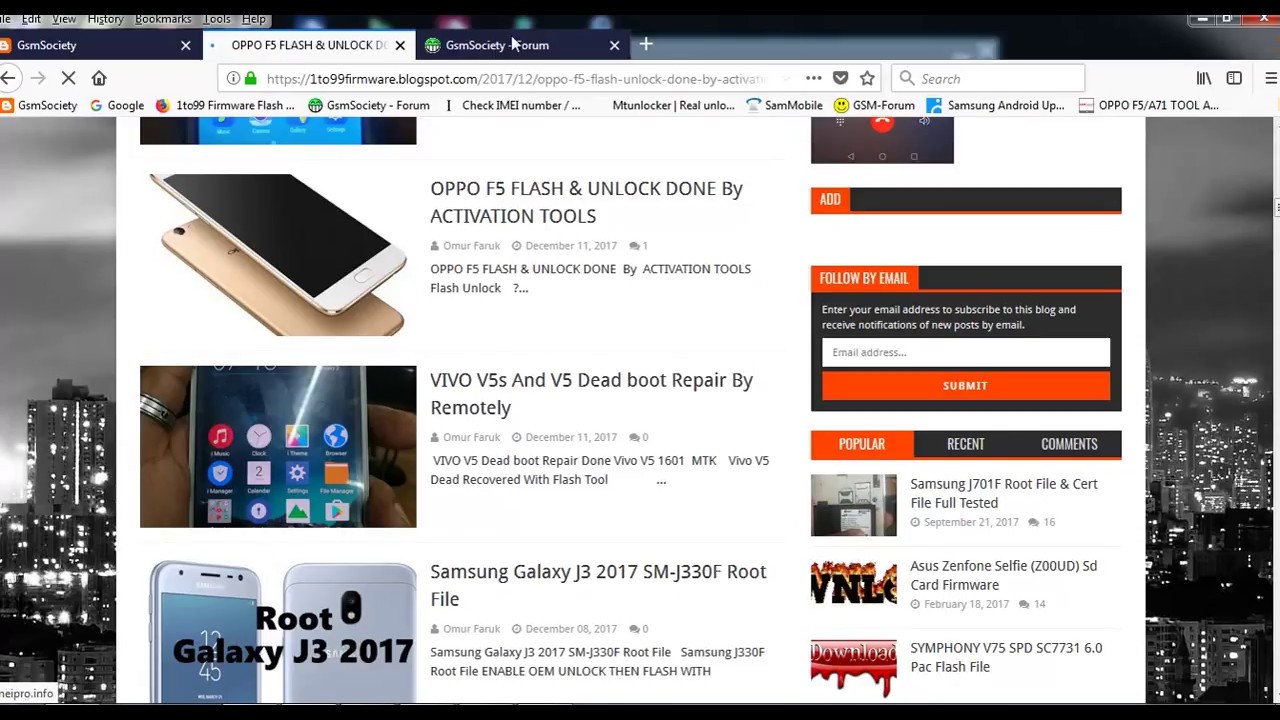 Edit View History Bookmarks Tools Help
GsmSociety
OPPO F5 FLASH & UNLOCK DO
GsmSociety - Forum
https://1to99firmware.blogspot.com/2017/12/oppo-f5-flash-unlock-done-by-activati
Search
GsmSociety
Google
1to99 Firmware Flash ...
GsmSociety - Forum
Check IMEI number / ...
Mtunlocker | Real unlo...
SamMobile
GSM-Forum
Samsung Android Up...
OPPO F5/A71 TOOL A...
OPPO F5 FLASH & UNLOCK DONE By
ACTIVATION TOOLS
Omur Faruk December 11, 2017 1
OPPO F5 FLASH & UNLOCK DONE By ACTIVATION TOOLS
Flash Unlock ?...
VIVO V5s And V5 Dead boot Repair By
Remotely
Omur Faruk December 11, 2017 0
VIVO V5 Dead boot Repair Done Vivo V5 1601 MTK Vivo V5
Dead Recovered With Flash Tool ...
i Music Clock i Theme Browser
i Manager Calendar Settings File Manager
Samsung Galaxy J3 2017 SM-J330F Root
File
Omur Faruk December 08, 2017 0
Samsung Galaxy J3 2017 SM-J330F Root File Samsung J330F
Root File ENABLE OEM UNLOCK THEN FLASH WITH
Root
Galaxy J3 2017
ADD
FOLLOW BY EMAIL
Enter your email address to subscribe to this blog and
receive notifications of new posts by email.
Email address...
SUBMIT
POPULAR RECENT COMMENTS
Samsung J701F Root File & Cert
File Full Tested
September 21, 2017 16
Asus Zenfone Selfie (Z00UD) Sd
Card Firmware
February 18, 2017 14
SYMPHONY V75 SPD SC7731 6.0
Pac Flash File
Download
neipro.info